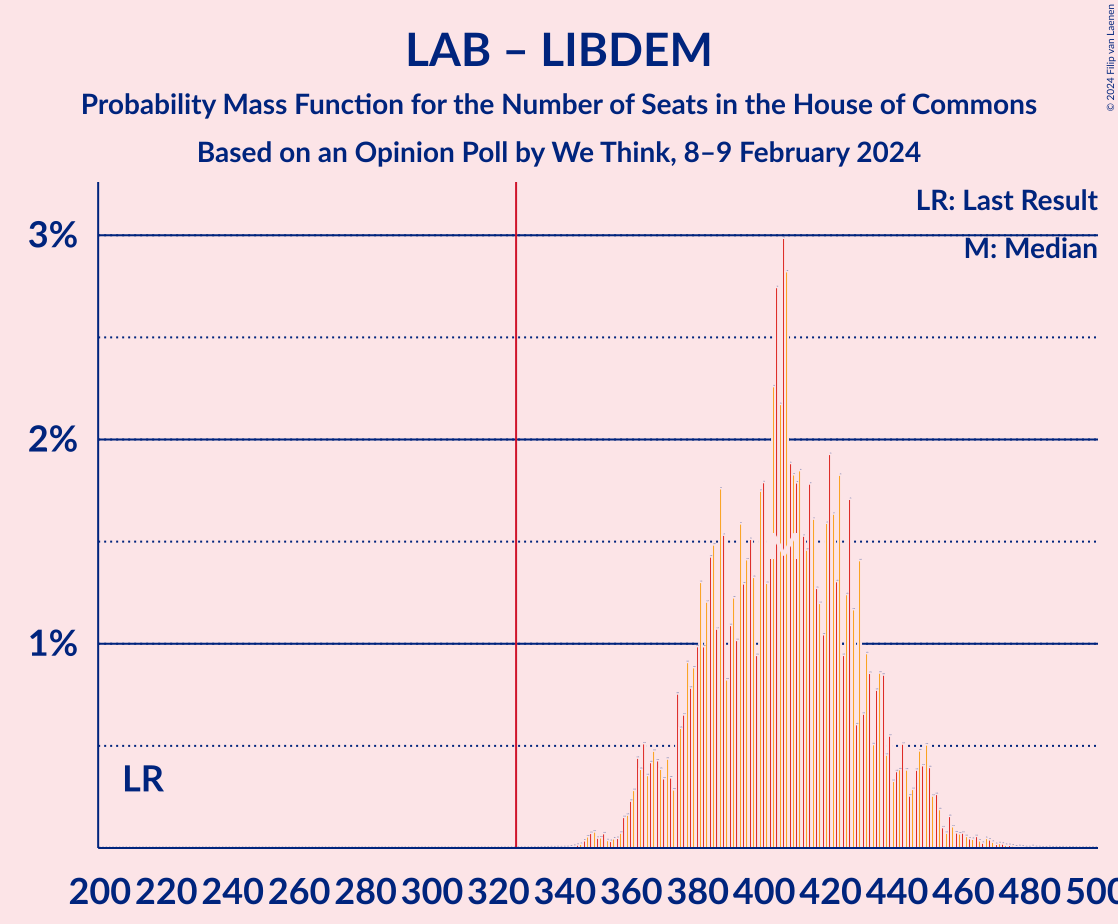 LAB – LIBDEM
Probability Mass Function for the Number of Seats in the House of Commons
Based on an Opinion Poll by We Think, 8–9 February 2024
© 2024 Filip van Laenen
LR: Last Result
M: Median
3%
2%
1%
LR
200 220 240 260 280 300 320 340 360 380 400 420 440 460 480 500